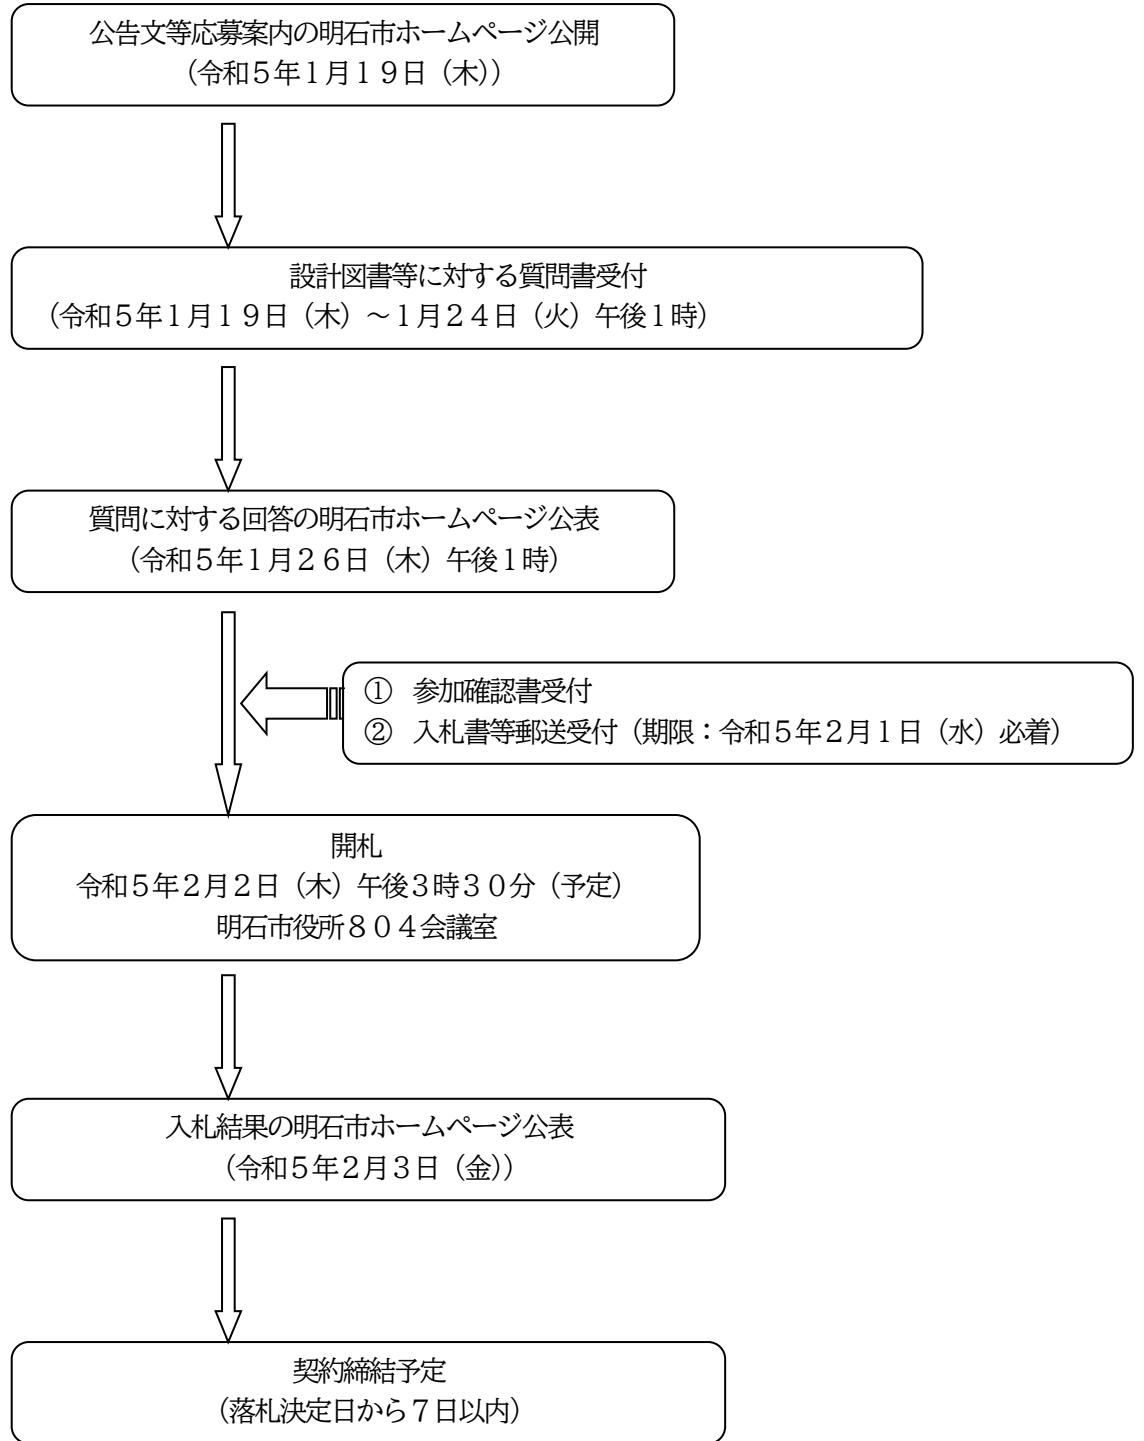 公告文等応募案内の明石市ホームページ公開
（令和５年１月１９日（木））
設計図書等に対する質問書受付
（令和５年１月１９日（木）～１月２４日（火）午後１時）
質問に対する回答の明石市ホームページ公表
（令和５年１月２６日（木）午後１時）
①　参加確認書受付
②　入札書等郵送受付（期限：令和５年２月１日（水）必着）
開札
令和５年２月２日（木）午後３時３０分（予定）
明石市役所８０４会議室
入札結果の明石市ホームページ公表
（令和５年２月３日（金））
契約締結予定
（落札決定日から７日以内）